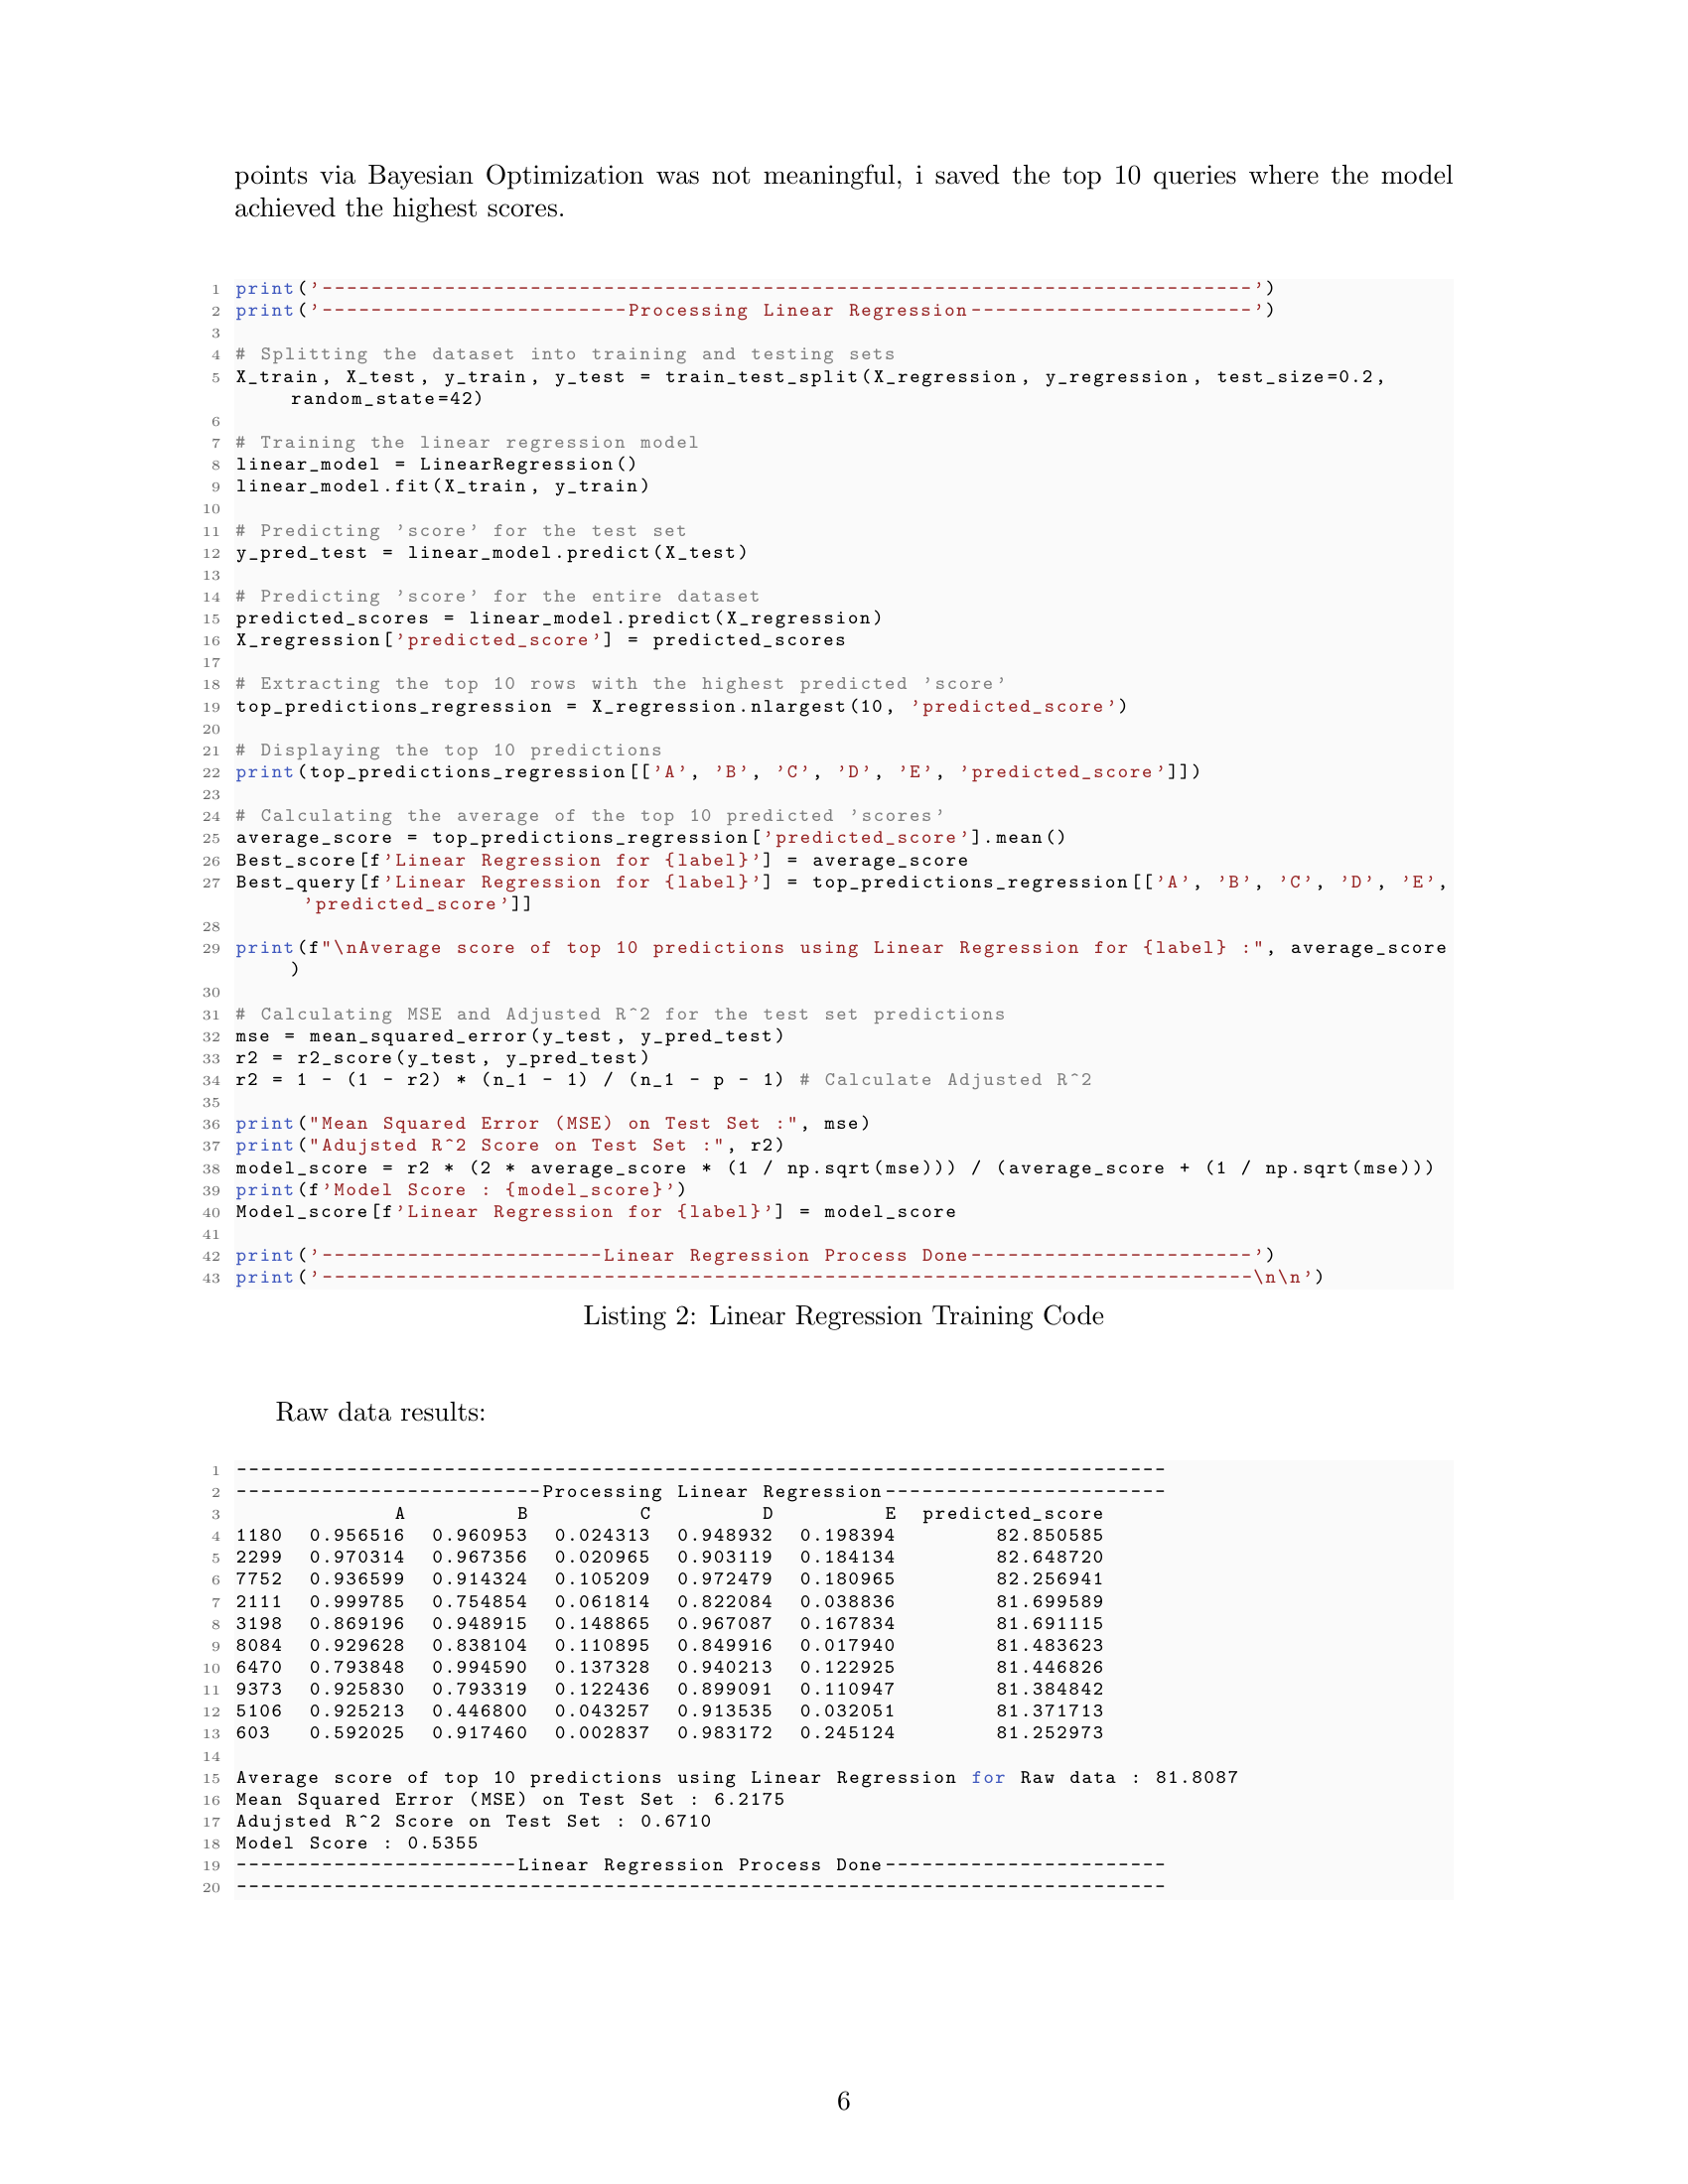 points via Bayesian Optimization was not meaningful, i saved the top 10 queries where the model
achieved the highest scores.
1 print('----------------------------------------------------------------------------')
2 print('-------------------------Processing Linear Regression-----------------------')
3
4 # Splitting the dataset into training and testing sets
5 X_train, X_test, y_train, y_test = train_test_split(X_regression, y_regression, test_size=0.2,
random_state=42)
6
7 # Training the linear regression model
8 linear_model = LinearRegression()
9 linear_model.fit(X_train, y_train)
10
11 # Predicting 'score' for the test set
12 y_pred_test = linear_model.predict(X_test)
13
14 # Predicting 'score' for the entire dataset
15 predicted_scores = linear_model.predict(X_regression)
16 X_regression['predicted_score'] = predicted_scores
17
18 # Extracting the top 10 rows with the highest predicted 'score'
19 top_predictions_regression = X_regression.nlargest(10, 'predicted_score')
20
21 # Displaying the top 10 predictions
22 print(top_predictions_regression[['A', 'B', 'C', 'D', 'E', 'predicted_score']])
23
24 # Calculating the average of the top 10 predicted 'scores'
25 average_score = top_predictions_regression['predicted_score'].mean()
26 Best_score[f'Linear Regression for {label}'] = average_score
27 Best_query[f'Linear Regression for {label}'] = top_predictions_regression[['A', 'B', 'C', 'D', 'E',
'predicted_score']]
28
29 print(f"\nAverage score of top 10 predictions using Linear Regression for {label} :", average_score
)
30
31 # Calculating MSE and Adjusted R^2 for the test set predictions
32 mse = mean_squared_error(y_test, y_pred_test)
33 r2 = r2_score(y_test, y_pred_test)
34 r2 = 1 - (1 - r2) * (n_1 - 1) / (n_1 - p - 1) # Calculate Adjusted R^2
35
36 print("Mean Squared Error (MSE) on Test Set :", mse)
37 print("Adujsted R^2 Score on Test Set :", r2)
38 model_score = r2 * (2 * average_score * (1 / np.sqrt(mse))) / (average_score + (1 / np.sqrt(mse)))
39 print(f'Model Score : {model_score}')
40 Model_score[f'Linear Regression for {label}'] = model_score
41
42 print('-----------------------Linear Regression Process Done-----------------------')
43 print('----------------------------------------------------------------------------\n\n')
Listing 2: Linear Regression Training Code
Raw data results:
1 ----------------------------------------------------------------------------
2 -------------------------Processing Linear Regression-----------------------
3 A B C D E predicted_score
4 1180 0.956516 0.960953 0.024313 0.948932 0.198394 82.850585
5 2299 0.970314 0.967356 0.020965 0.903119 0.184134 82.648720
6 7752 0.936599 0.914324 0.105209 0.972479 0.180965 82.256941
7 2111 0.999785 0.754854 0.061814 0.822084 0.038836 81.699589
8 3198 0.869196 0.948915 0.148865 0.967087 0.167834 81.691115
9 8084 0.929628 0.838104 0.110895 0.849916 0.017940 81.483623
10 6470 0.793848 0.994590 0.137328 0.940213 0.122925 81.446826
11 9373 0.925830 0.793319 0.122436 0.899091 0.110947 81.384842
12 5106 0.925213 0.446800 0.043257 0.913535 0.032051 81.371713
13 603 0.592025 0.917460 0.002837 0.983172 0.245124 81.252973
14
15 Average score of top 10 predictions using Linear Regression for Raw data : 81.8087
16 Mean Squared Error (MSE) on Test Set : 6.2175
17 Adujsted R^2 Score on Test Set : 0.6710
18 Model Score : 0.5355
19 -----------------------Linear Regression Process Done-----------------------
20 ----------------------------------------------------------------------------
6